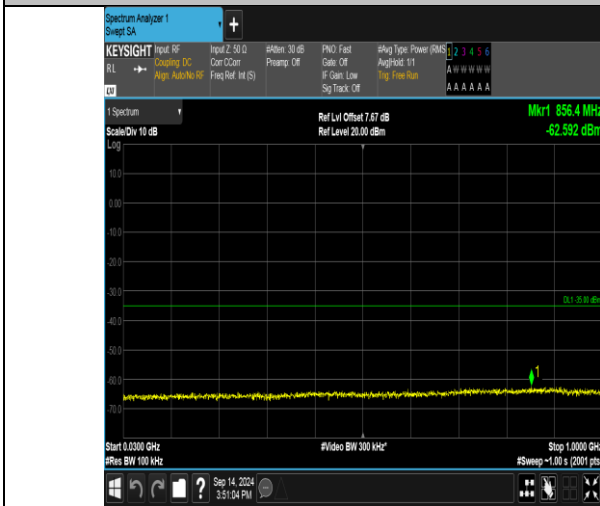 Spectrum Analyzer 1
Swept SA
+
KEYSIGHT Input: RF Input Z: 50 Ω #Atten: 30 dB PNO: Fast #Avg Type: Power (RMS 1 2 3 4 5 6
RL Coupling: DC Corr CCorr Preamp: Off Gate: Off Avg|Hold: 1/1 A W W W W W
Align: Auto/No RF Freq Ref: Int (S) IF Gain: Low Trig: Free Run
Sig Track: Off A A A A A A
1 Spectrum
Ref Lvl Offset 7.67 dB Mkr1 856.4 MHz
Scale/Div 10 dB Ref Level 20.00 dBm -62.592 dBm
Log
10.0
0.00
-10.0
-20.0
-30.0
DL1 -35.00 dBm
-40.0
-50.0
1
-60.0
-70.0
Start 0.0300 GHz #Video BW 300 kHz* Stop 1.0000 GHz
#Res BW 100 kHz #Sweep ~1.00 s (2001 pts
? Sep 14, 2024
3:51:04 PM